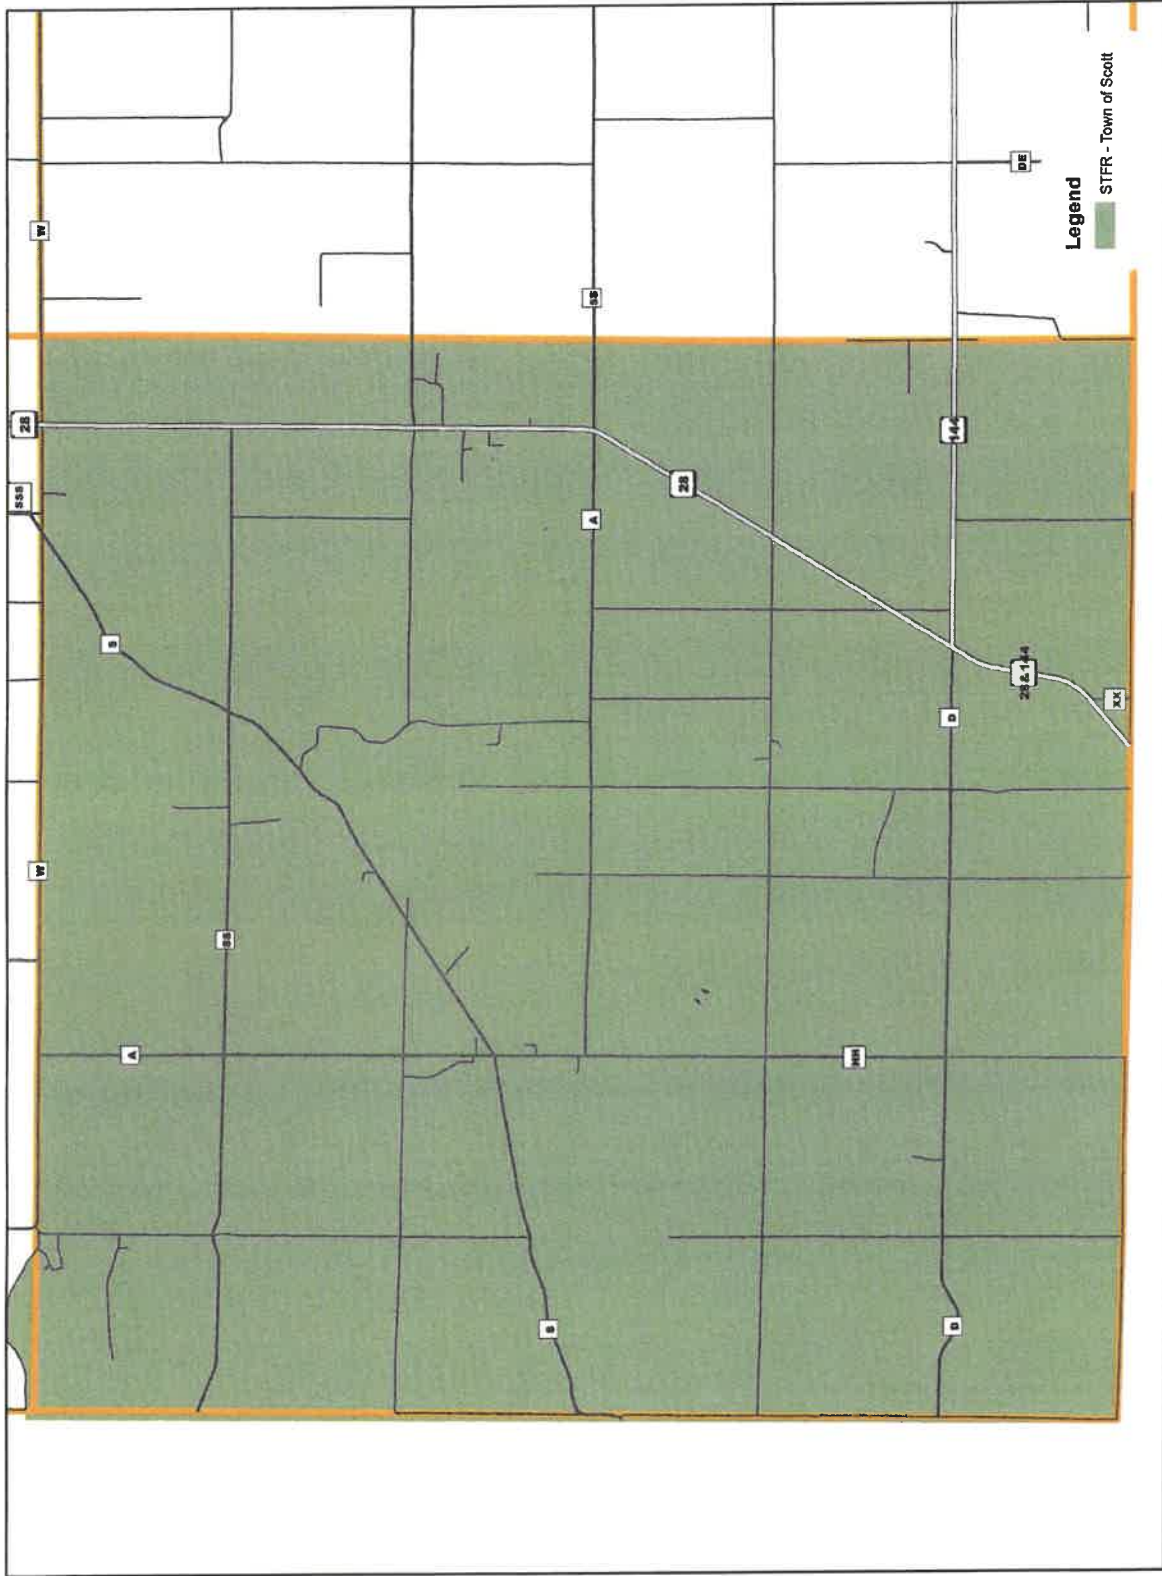 W
28
SSS
S
W
SS
A
SS
A
28
S
144
D
28&144
XX
HH
D
DE
Legend
STFR - Town of Scott